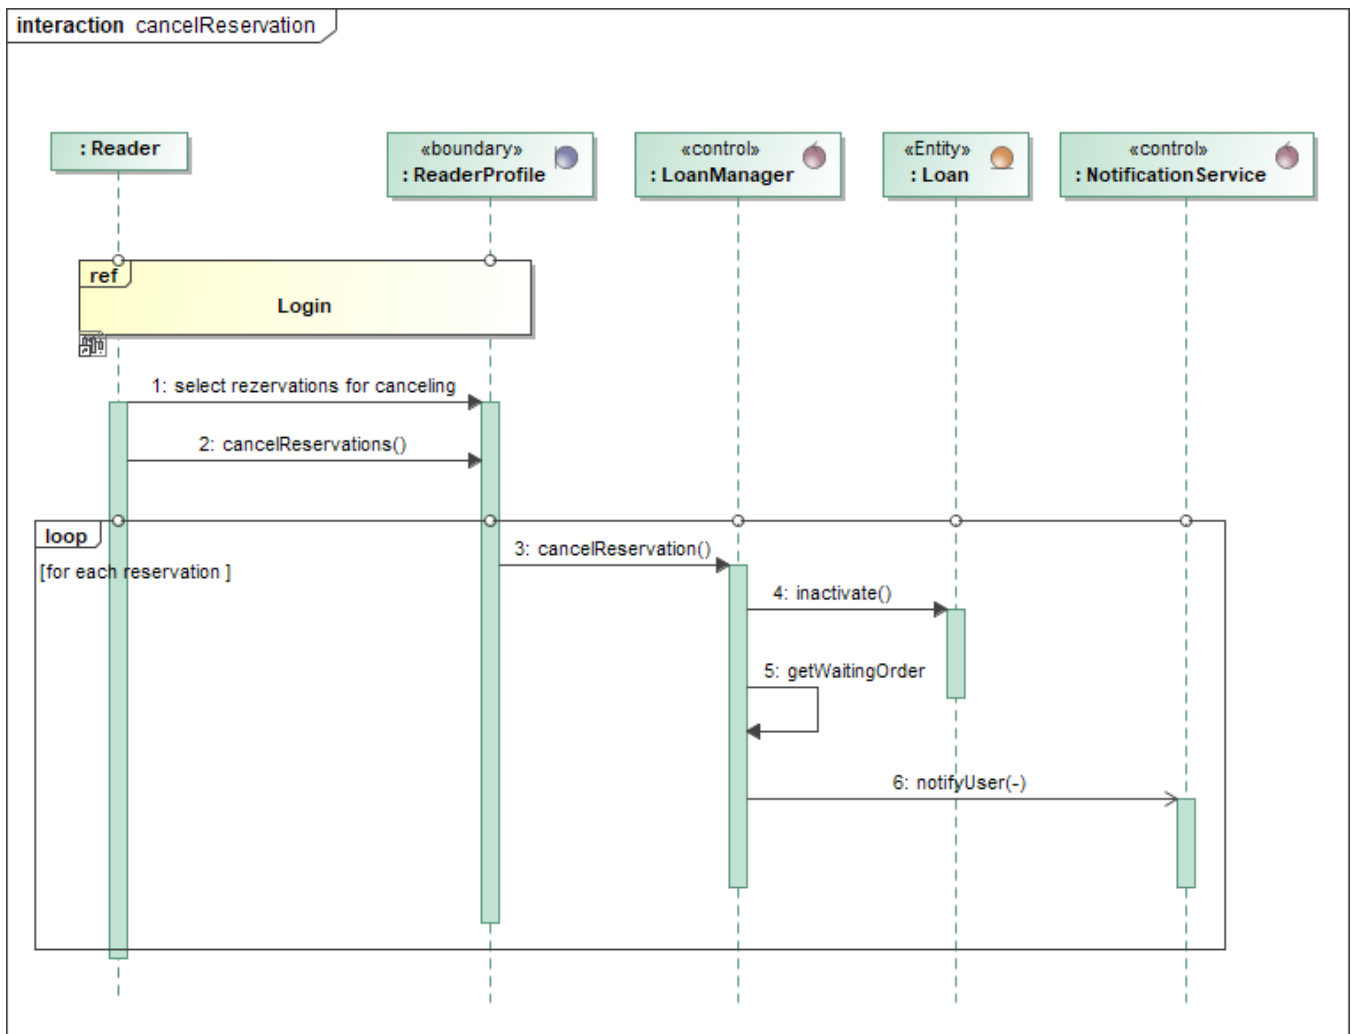 interaction cancelReservation
: Reader
«boundary»
: ReaderProfile
«control»
: LoanManager
«Entity»
: Loan
«control»
: NotificationService
ref
Login
1: select rezervations for canceling
2: cancelReservations()
loop
[for each reservation ]
3: cancelReservation()
4: inactivate()
5: getWaitingOrder
6: notifyUser(-)